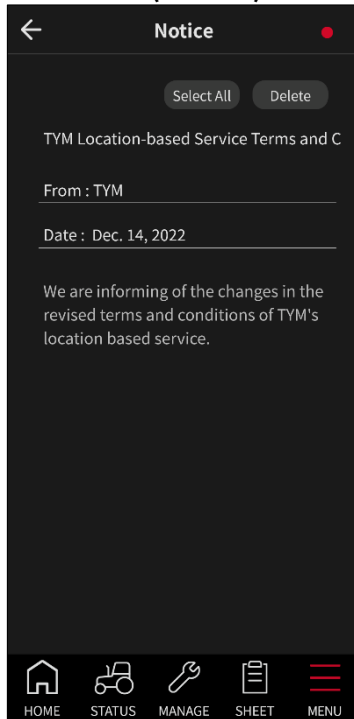 Notice
Select All Delete
TYM Location-based Service Terms and C
From : TYM
Date : Dec. 14, 2022
We are informing of the changes in the
revised terms and conditions of TYM's
location based service.
HOME STATUS MANAGE SHEET MENU